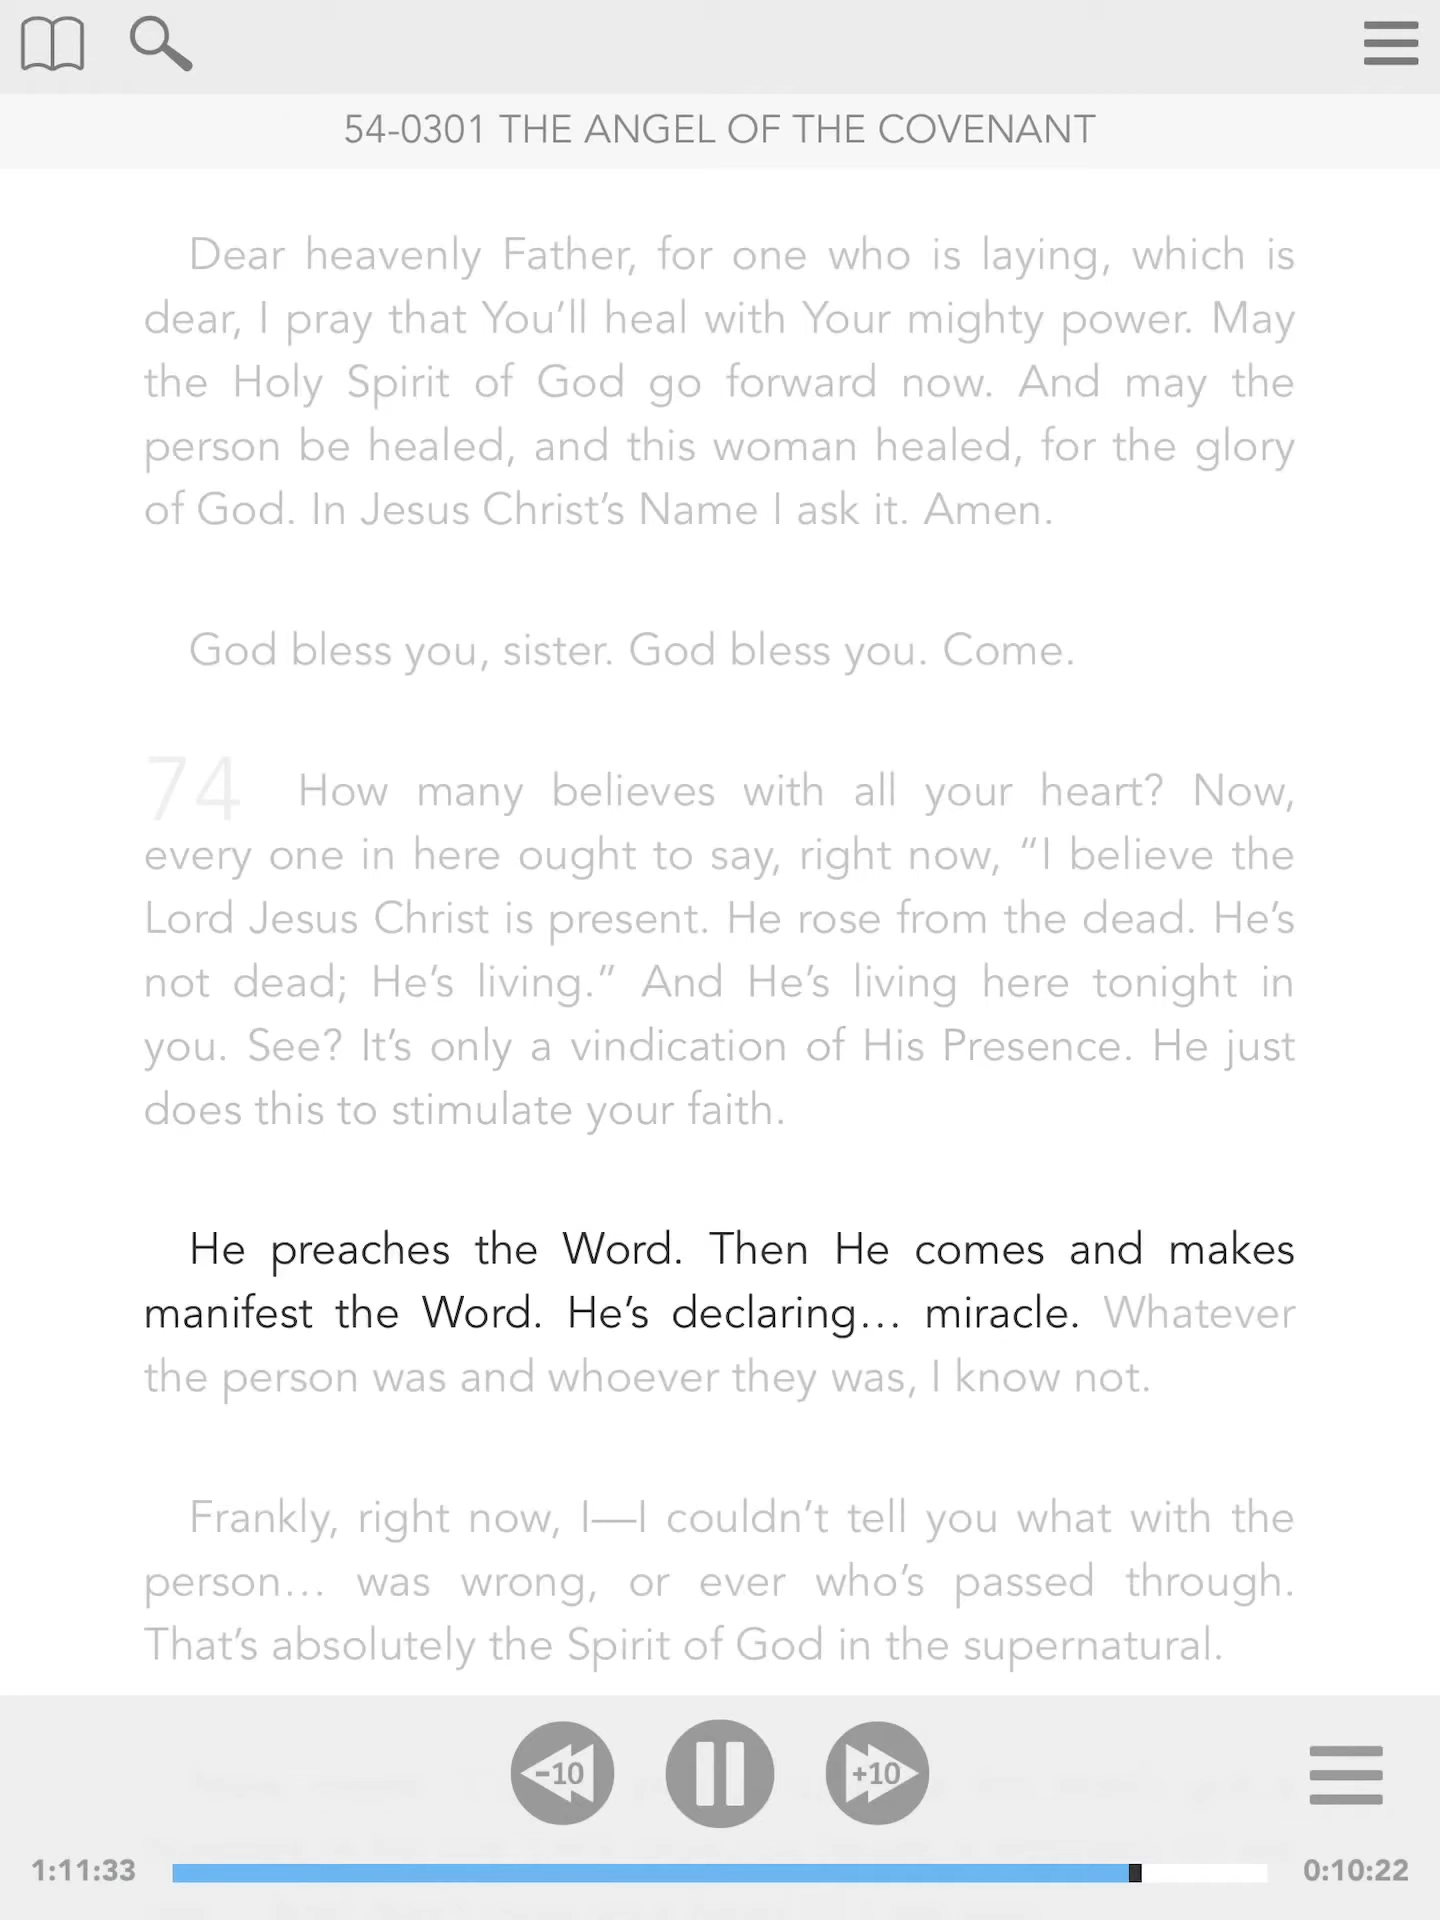 54-0301 THE ANGEL OF THE COVENANT
Dear heavenly Father, for one who is laying, which is
dear, I pray that You’ll heal with Your mighty power. May
the Holy Spirit of God go forward now. And may the
person be healed, and this woman healed, for the glory
of God. In Jesus Christ’s Name I ask it. Amen.
God bless you, sister. God bless you. Come.
74 How many believes with all your heart? Now,
every one in here ought to say, right now, “I believe the
Lord Jesus Christ is present. He rose from the dead. He’s
not dead; He’s living.” And He’s living here tonight in
you. See? It’s only a vindication of His Presence. He just
does this to stimulate your faith.
He preaches the Word. Then He comes and makes
manifest the Word. He’s declaring… miracle. Whatever
the person was and whoever they was, I know not.
Frankly, right now, I—I couldn’t tell you what with the
person… was wrong, or ever who’s passed through.
That’s absolutely the Spirit of God in the supernatural.
-10 +10
1:11:33 0:10:22